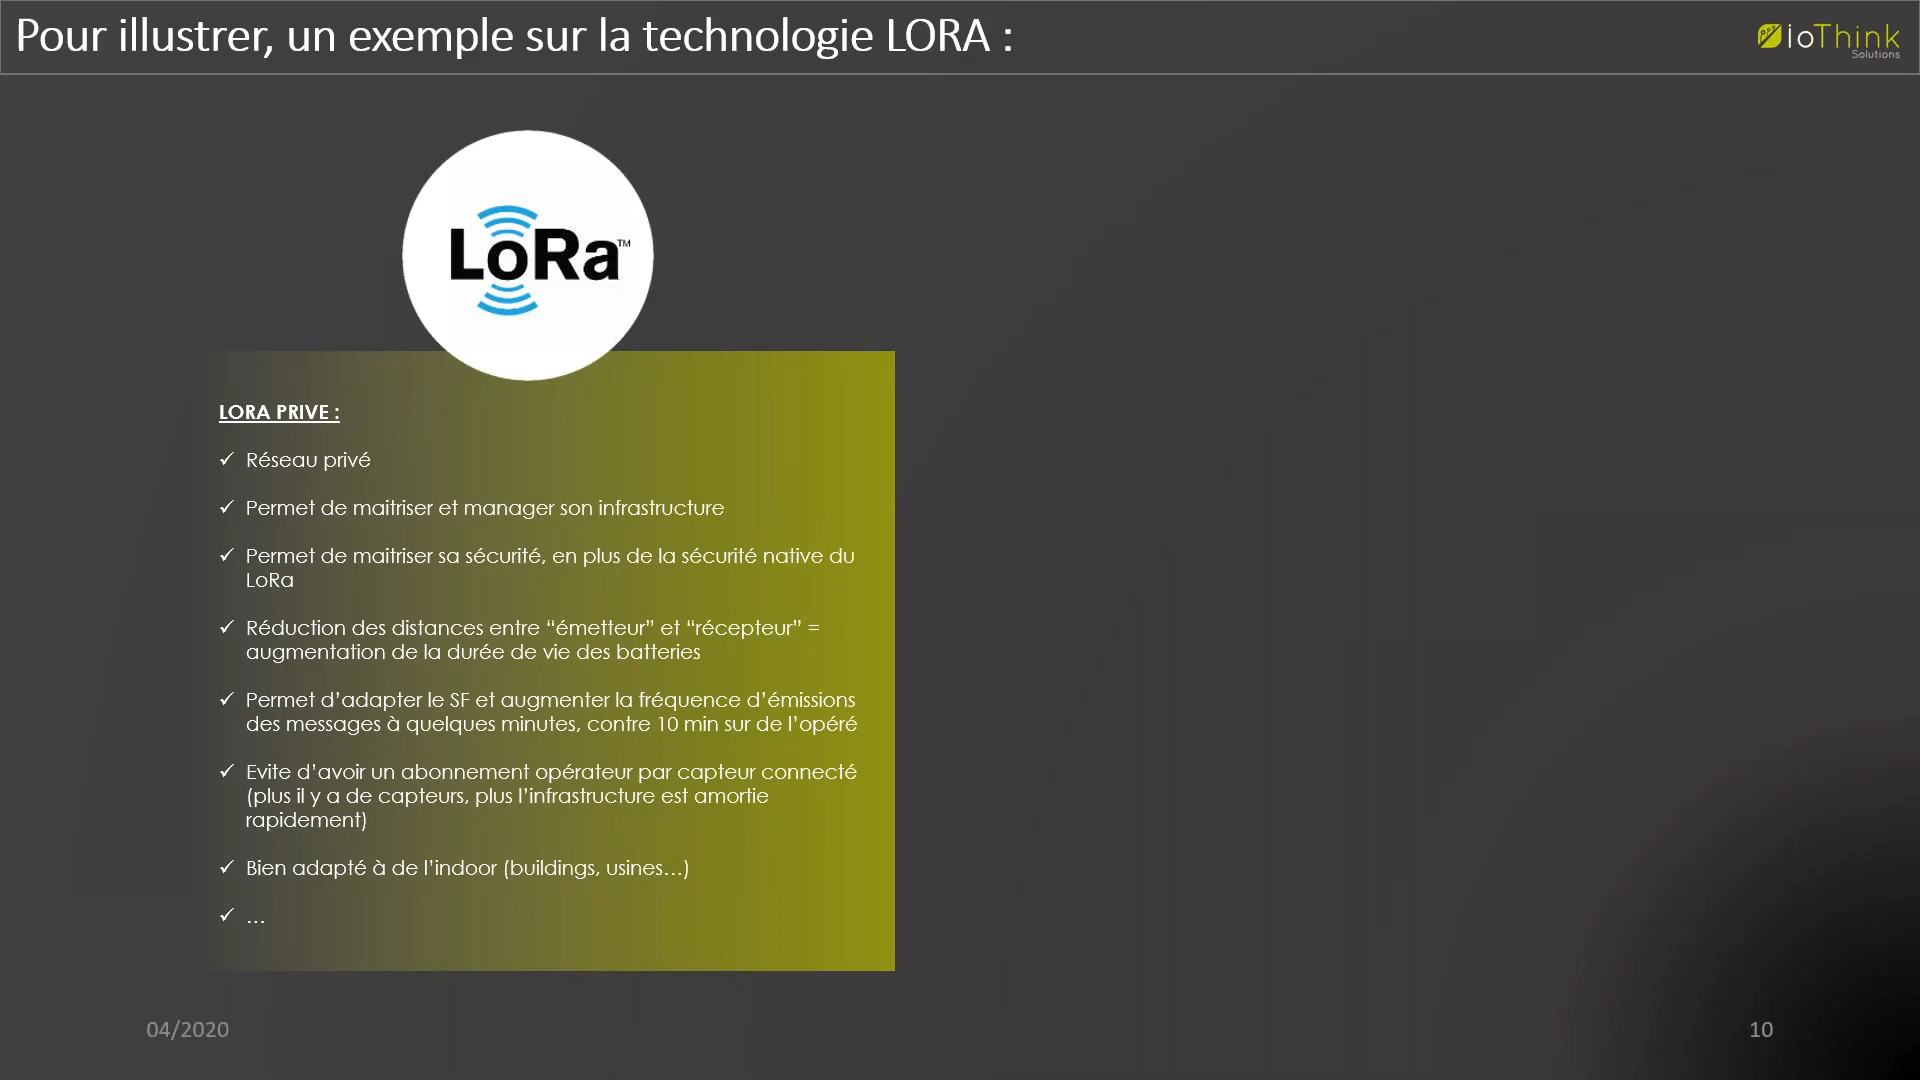 Pour illustrer, un exemple sur la technologie LORA :
ioThink
Solutions
LoRa™
LORA PRIVE :
✓ Réseau privé
✓ Permet de maitriser et manager son infrastructure
✓ Permet de maitriser sa sécurité, en plus de la sécurité native du
LoRa
✓ Réduction des distances entre “émetteur” et “récepteur” =
augmentation de la durée de vie des batteries
✓ Permet d’adapter le SF et augmenter la fréquence d’émissions
des messages à quelques minutes, contre 10 min sur de l’opéré
✓ Evite d’avoir un abonnement opérateur par capteur connecté
(plus il y a de capteurs, plus l’infrastructure est amortie
rapidement)
✓ Bien adapté à de l’indoor (buildings, usines…)
✓ …
04/2020
10